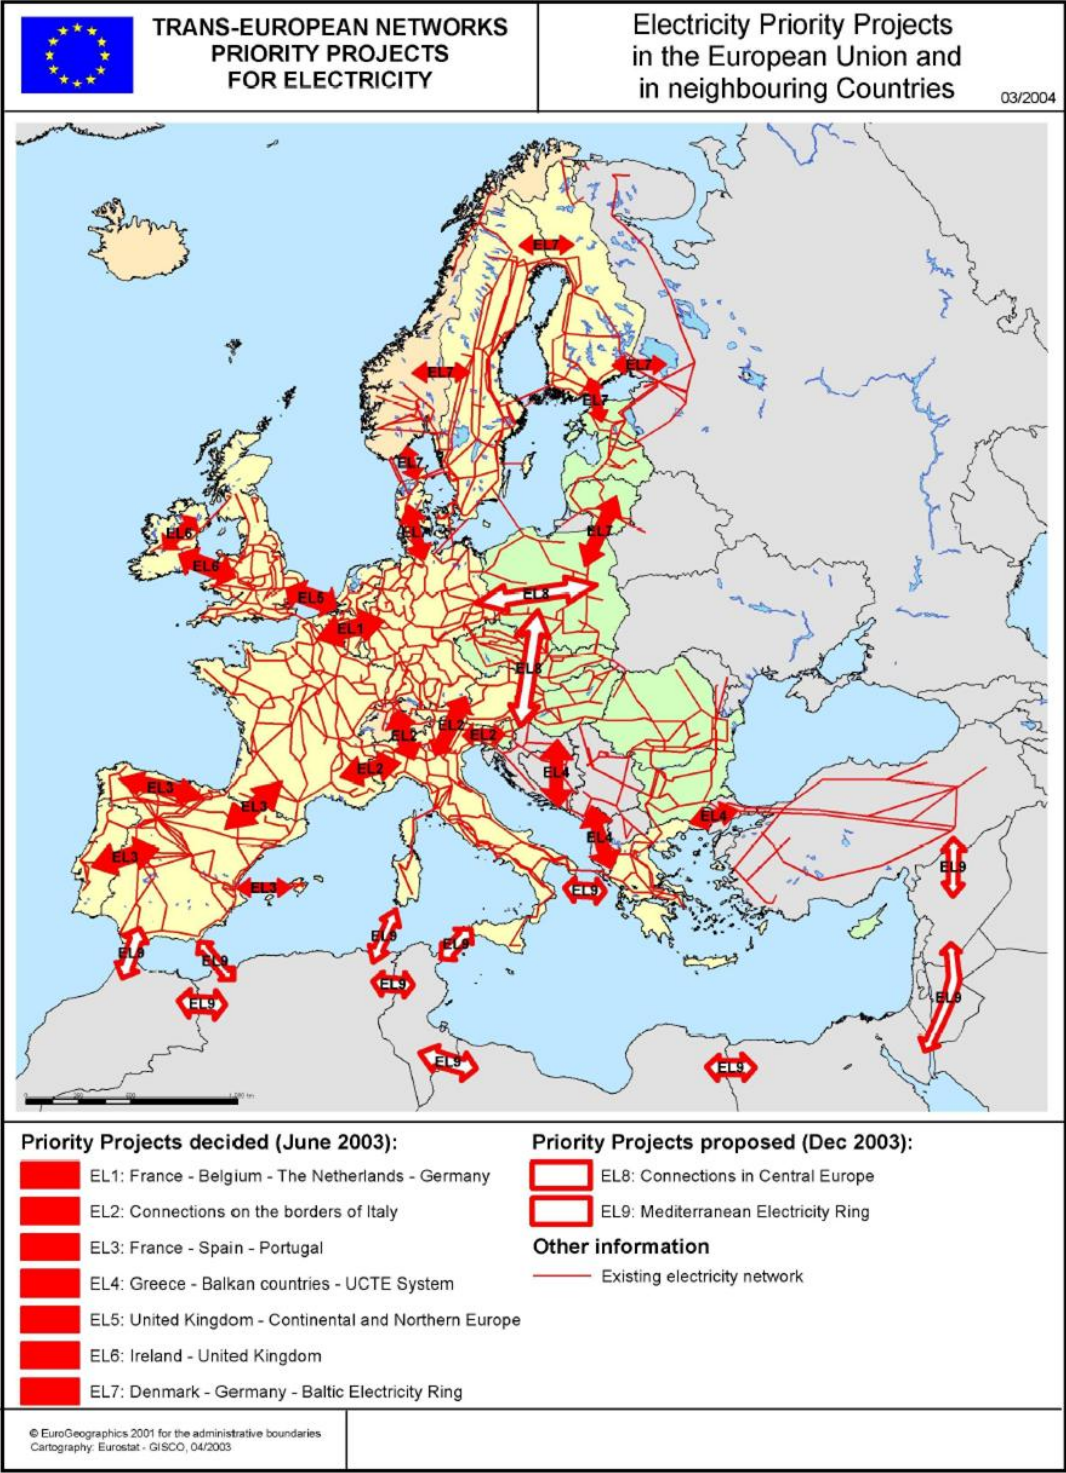 TRANS-EUROPEAN NETWORKS
PRIORITY PROJECTS
FOR ELECTRICITY
Electricity Priority Projects
in the European Union and
in neighbouring Countries
03/2004
EL7
EL7
EL7
EL7
EL7
EL6
EL7
EL7
EL6
EL5
EL8
EL1
EL8
EL2
EL2
EL2
EL2
EL4
EL3
EL3
EL4
EL4
EL3
EL3
EL9
EL9
EL9
EL9
EL9
EL9
EL9
EL9
EL9
EL9
EL9
Priority Projects decided (June 2003):
EL1: France - Belgium - The Netherlands - Germany
EL2: Connections on the borders of Italy
EL3: France - Spain - Portugal
EL4: Greece - Balkan countries - UCTE System
EL5: United Kingdom - Continental and Northern Europe
EL6: Ireland - United Kingdom
EL7: Denmark - Germany - Baltic Electricity Ring
Priority Projects proposed (Dec 2003):
EL8: Connections in Central Europe
EL9: Mediterranean Electricity Ring
Other information
Existing electricity network
© EuroGeographics 2001 for the administrative boundaries
Cartography: Eurostat - GISCO, 04/2003